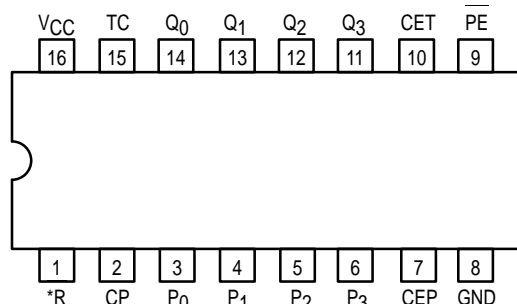 VCC TC Q0 Q1 Q2 Q3 CET PE
16 15 14 13 12 11 10 9
1 2 3 4 5 6 7 8
*R CP P0 P1 P2 P3 CEP GND